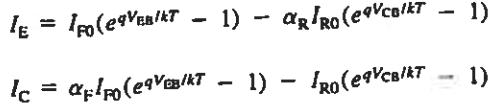 I_E = I_F0(e^{qV_EB/kT} − 1) − α_R I_R0(e^{qV_CB/kT} − 1)
I_C = α_F I_F0(e^{qV_EB/kT} − 1) − I_R0(e^{qV_CB/kT} − 1)